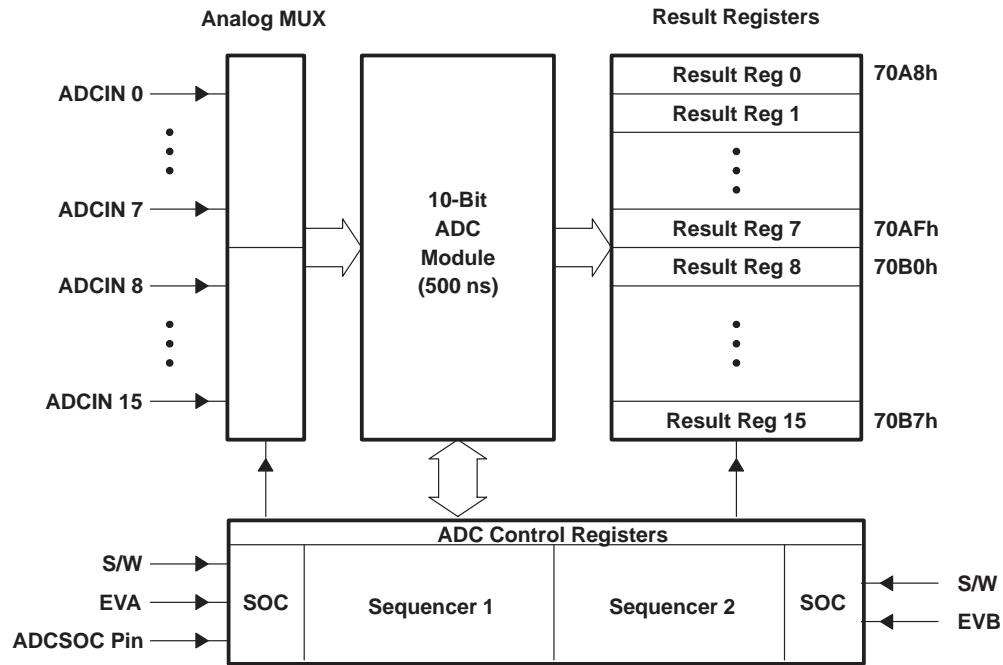 Analog MUX
Result Registers
ADCIN 0
ADCIN 7
ADCIN 8
ADCIN 15
10-Bit
ADC
Module
(500 ns)
Result Reg 0
70A8h
Result Reg 1
Result Reg 7
70AFh
Result Reg 8
70B0h
Result Reg 15
70B7h
ADC Control Registers
S/W
EVA
ADCSOC Pin
SOC
Sequencer 1
Sequencer 2
SOC
S/W
EVB